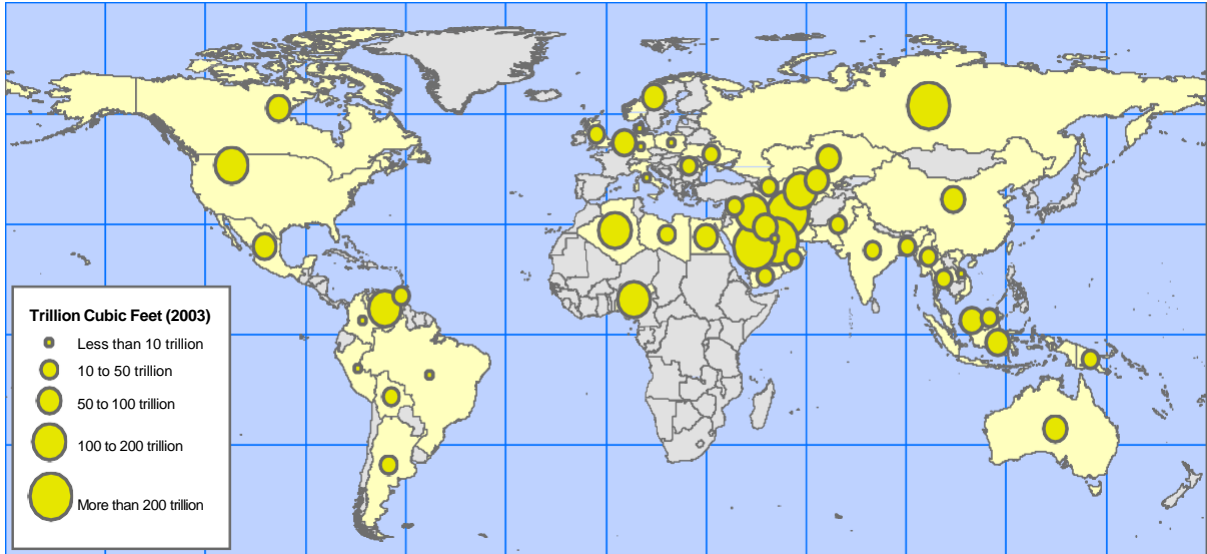 Trillion Cubic Feet (2003)
Less than 10 trillion
10 to 50 trillion
50 to 100 trillion
100 to 200 trillion
More than 200 trillion